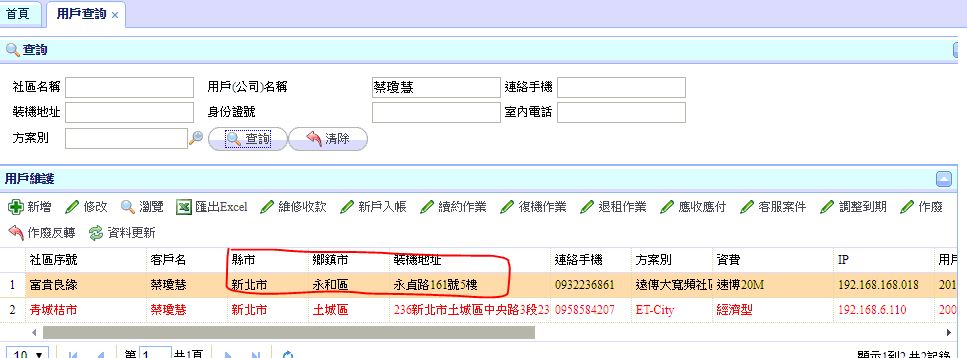 首頁 用戶查詢 ×
查詢
社區名稱 用戶(公司)名稱 蔡瓊慧 連絡手機
裝機地址 身份證號 室內電話
方案別 查詢 清除
用戶維護
新增 修改 瀏覽 匯出Excel 維修收款 新戶入帳 續約作業 復機作業 退租作業 應收應付 客服案件 調整到期 作廢
作廢反轉 資料更新
社區序號 客戶名 縣市 鄉鎮市 裝機地址 連絡手機 方案別 資費 IP 用戶
1 富貴良緣 蔡瓊慧 新北市 永和區 永貞路161號5樓 0932236861 遠傳大寬頻社區 速博20M 192.168.168.018 201
2 青城桔市 蔡瓊慧 新北市 土城區 236新北市土城區中央路3段23 0958584207 ET-City 經濟型 192.168.6.110 200
10 第 1 共1頁 顯示1到2,共2記錄